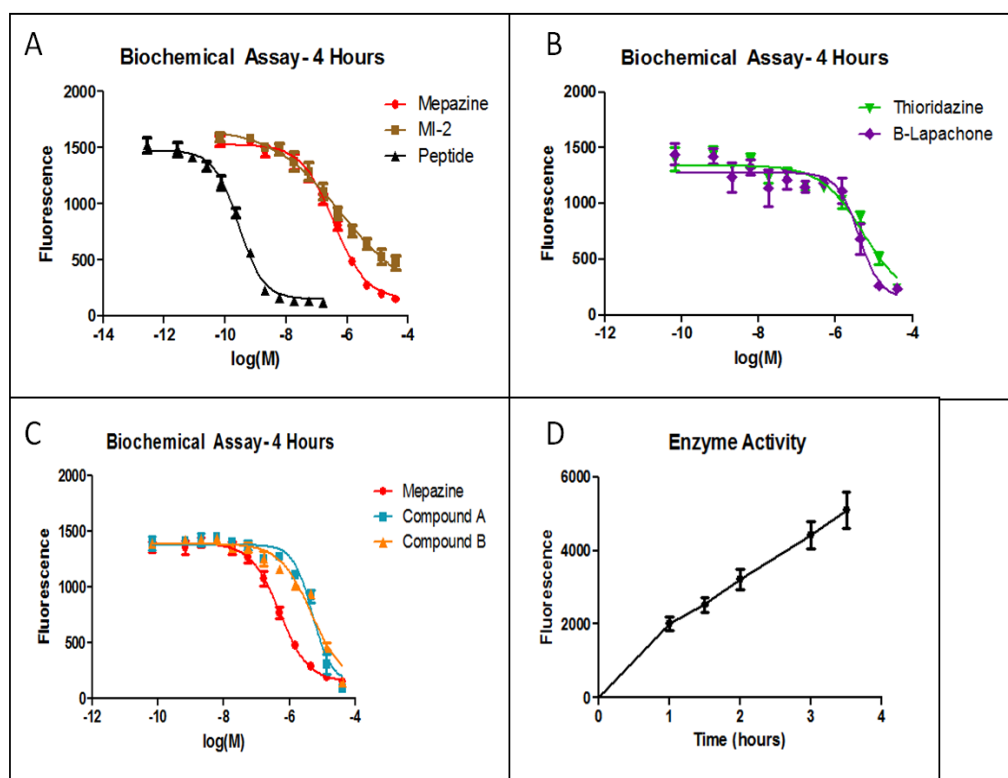 A
Biochemical Assay- 4 Hours
2000
1500
1000
500
0
Fluorescence
-14 -12 -10 -8 -6 -4
log(M)
Mepazine
MI-2
Peptide
B
Biochemical Assay- 4 Hours
2000
1500
1000
500
0
Fluorescence
-12 -10 -8 -6 -4
log(M)
Thioridazine
B-Lapachone
C
Biochemical Assay- 4 Hours
2000
1500
1000
500
0
Fluorescence
-12 -10 -8 -6 -4
log(M)
Mepazine
Compound A
Compound B
D
Enzyme Activity
6000
4000
2000
0
Fluorescence
0 1 2 3 4
Time (hours)